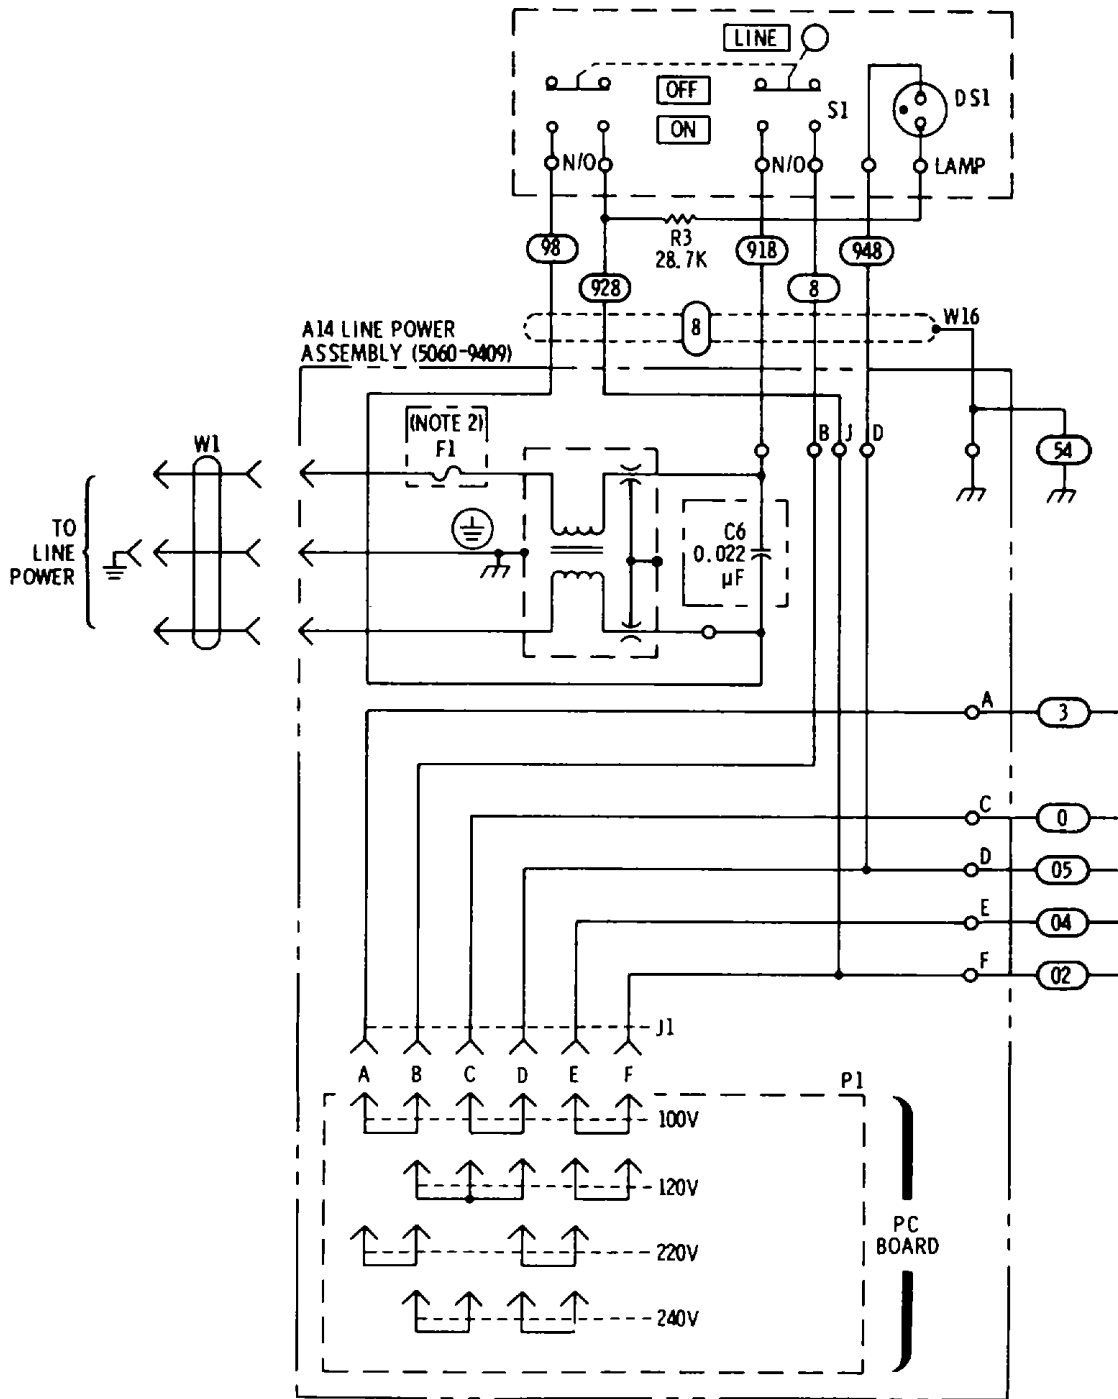 LINE
OFF
S1
DS1
ON
N/O
N/O
LAMP
R3
28.7K
98
918
948
928
8
W16
8
A14 LINE POWER
ASSEMBLY (5060-9409)
(NOTE 2)
F1
W1
B
J
D
54
TO
LINE
POWER
C6
0.022
µF
A
3
C
0
D
05
E
04
F
02
J1
A
B
C
D
E
F
P1
100V
120V
220V
240V
PC
BOARD